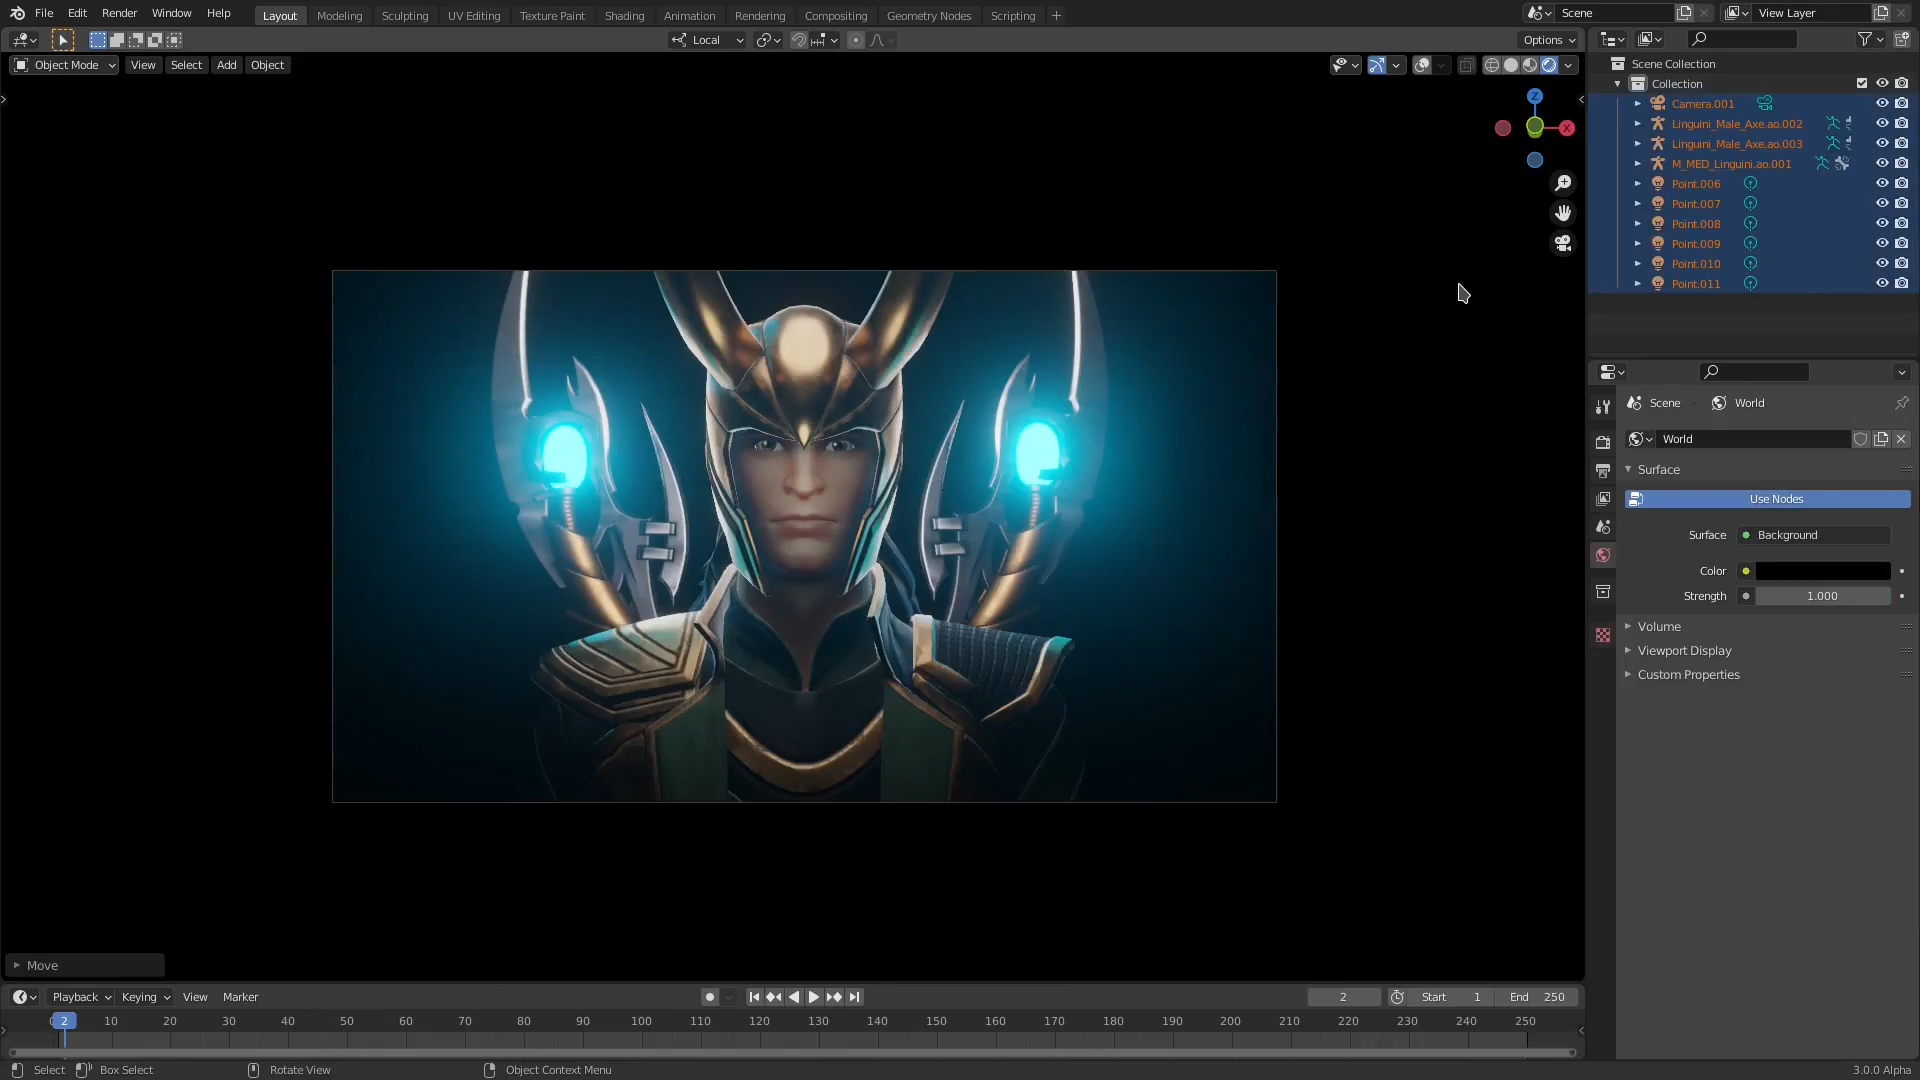 File Edit Render Window Help Layout Modeling Sculpting UV Editing Texture Paint Shading Animation Rendering Compositing Geometry Nodes Scripting + Scene View Layer
Local Options
Object Mode View Select Add Object
Z
X
Scene Collection
Collection
Camera.001
Linguini_Male_Axe.ao.002
Linguini_Male_Axe.ao.003
M_MED_Linguini.ao.001
Point.006
Point.007
Point.008
Point.009
Point.010
Point.011
Scene World
World
Surface
Use Nodes
Surface Background
Color
Strength 1.000
Volume
Viewport Display
Custom Properties
Move
Playback Keying View Marker 2 Start 1 End 250
2 10 20 30 40 50 60 70 80 90 100 110 120 130 140 150 160 170 180 190 200 210 220 230 240 250
Select Box Select Rotate View Object Context Menu 3.0.0 Alpha